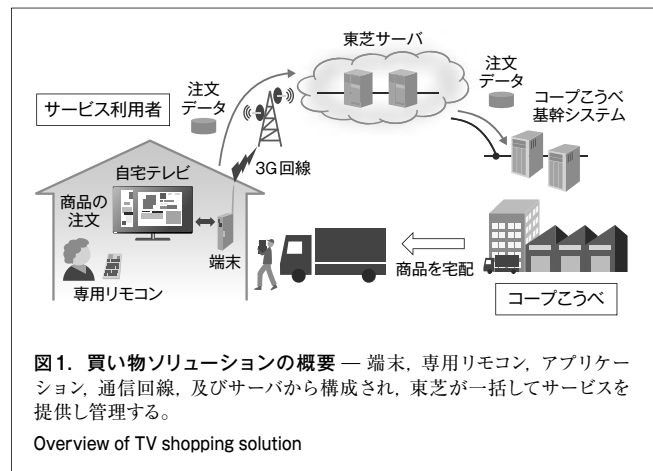 東芝サーバ
注文
データ
注文
データ
コープこうべ
基幹システム
サービス利用者
3G回線
自宅テレビ
商品の
注文
端末
専用リモコン
商品を宅配
コープこうべ
図1. 買い物ソリューションの概要 — 端末, 専用リモコン, アプリケー
ション, 通信回線, 及びサーバから構成され, 東芝が一括してサービスを
提供し管理する。
Overview of TV shopping solution